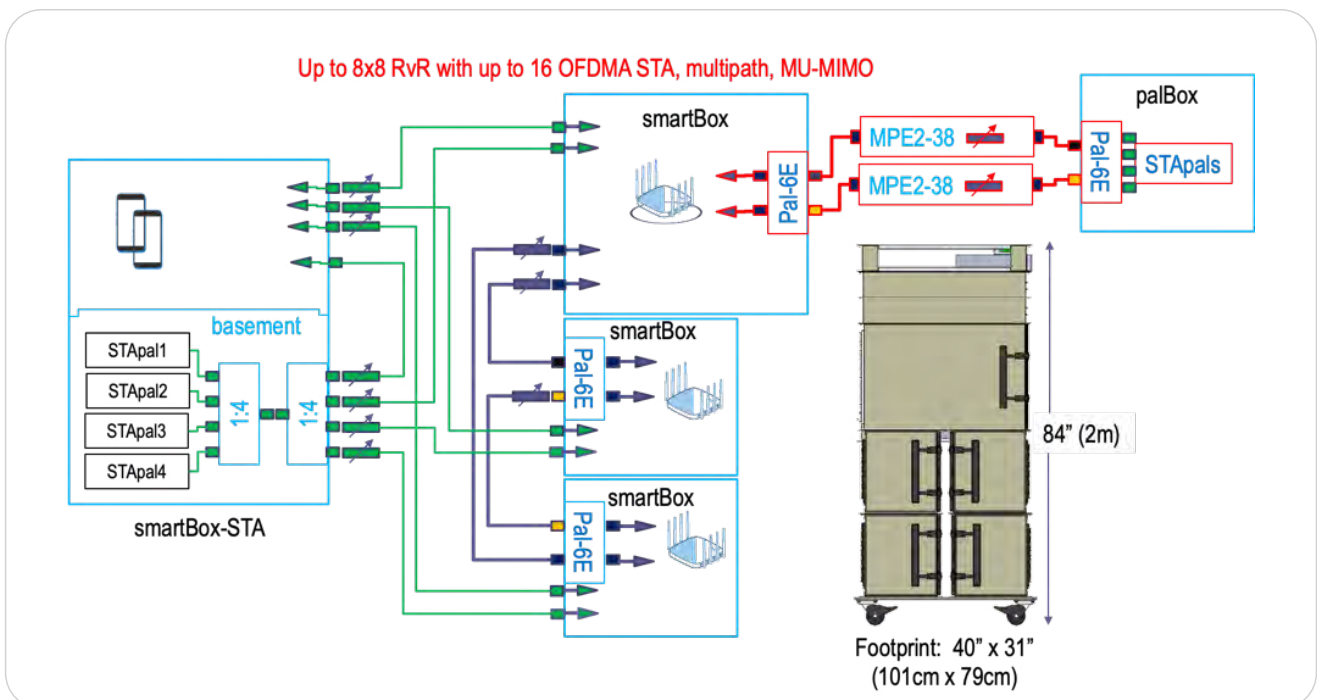 Up to 8x8 RvR with up to 16 OFDMA STA, multipath, MU-MIMO
smartBox
palBox
MPE2-38
MPE2-38
Pal-6E
Pal-6E
STApals
basement
STApal1
STApal2
STApal3
STApal4
1:4
1:4
smartBox-STA
smartBox
Pal-6E
smartBox
Pal-6E
84” (2m)
Footprint: 40” x 31”
(101cm x 79cm)